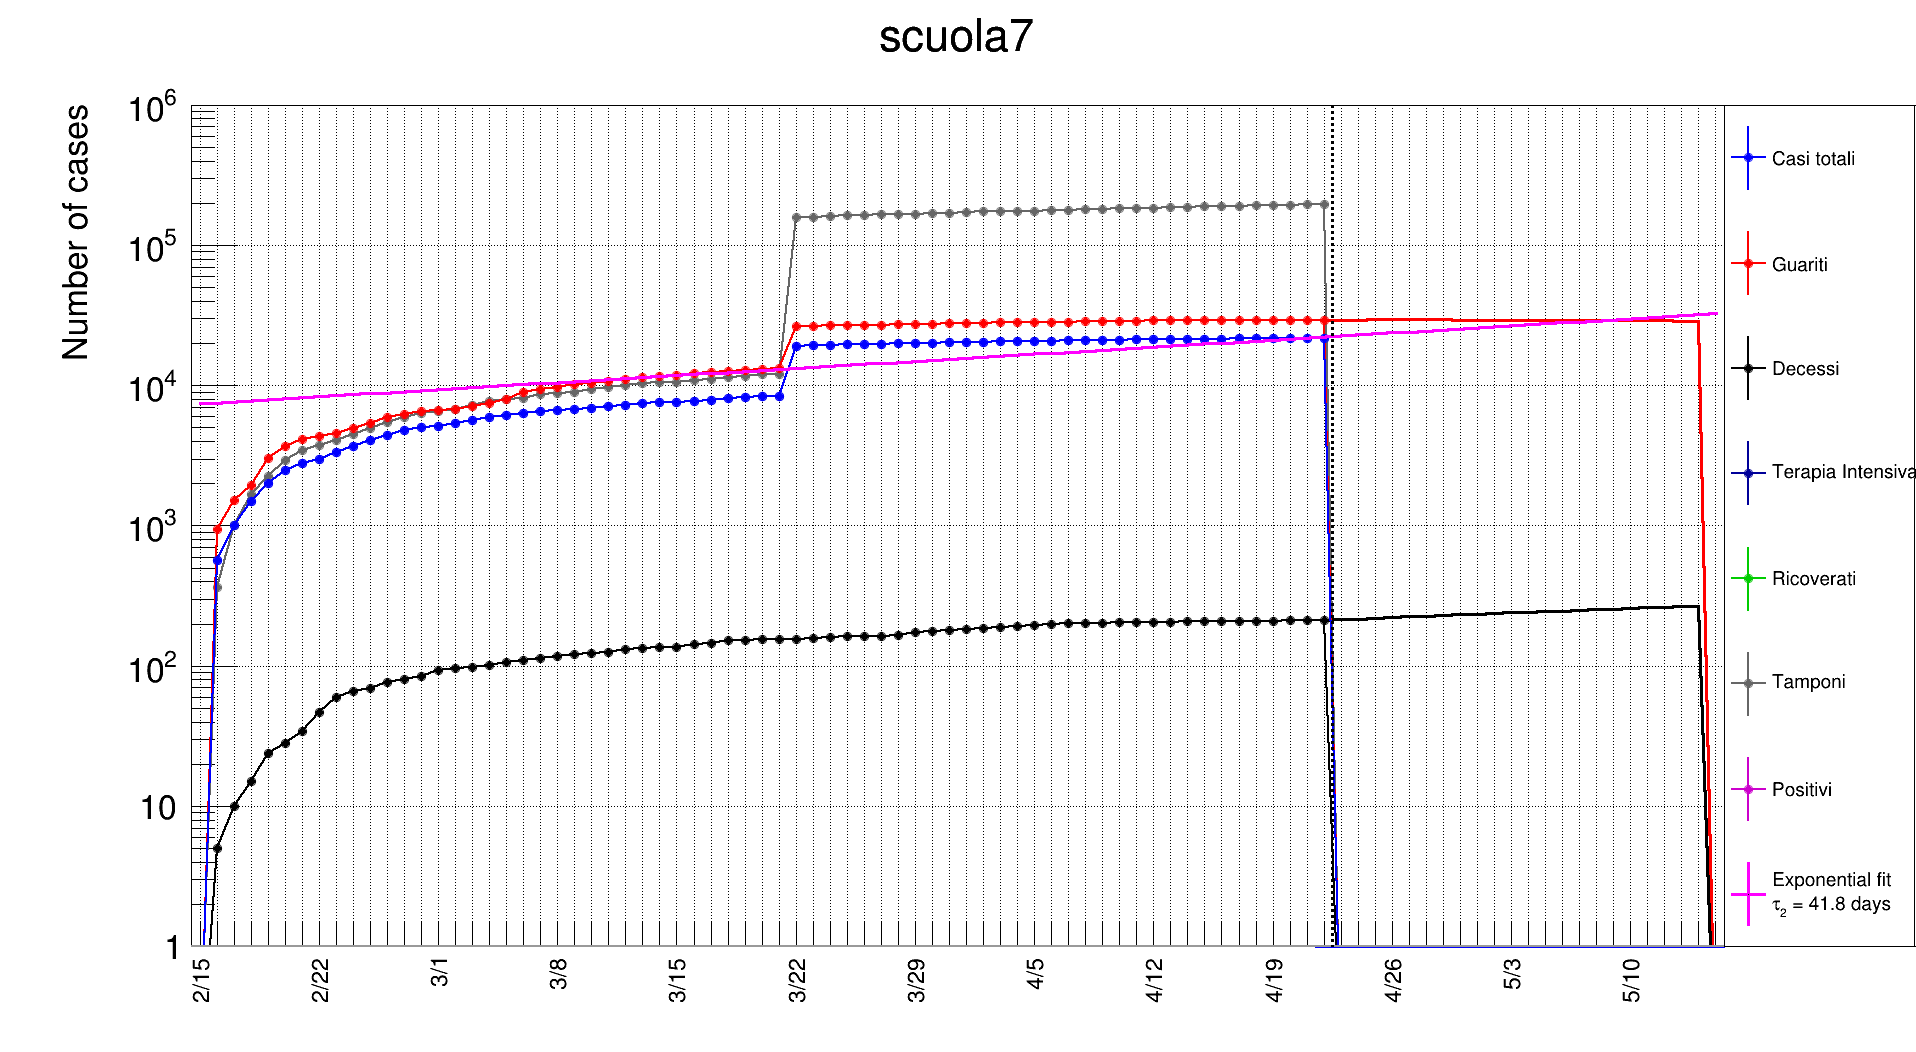 scuola7
Number of cases
10^6
10^5
10^4
10^3
10^2
10
1
2/15
2/22
3/1
3/8
3/15
3/22
3/29
4/5
4/12
4/19
4/26
5/3
5/10
Casi totali
Guariti
Decessi
Terapia Intensiva
Ricoverati
Tamponi
Positivi
Exponential fit
τ₂ = 41.8 days